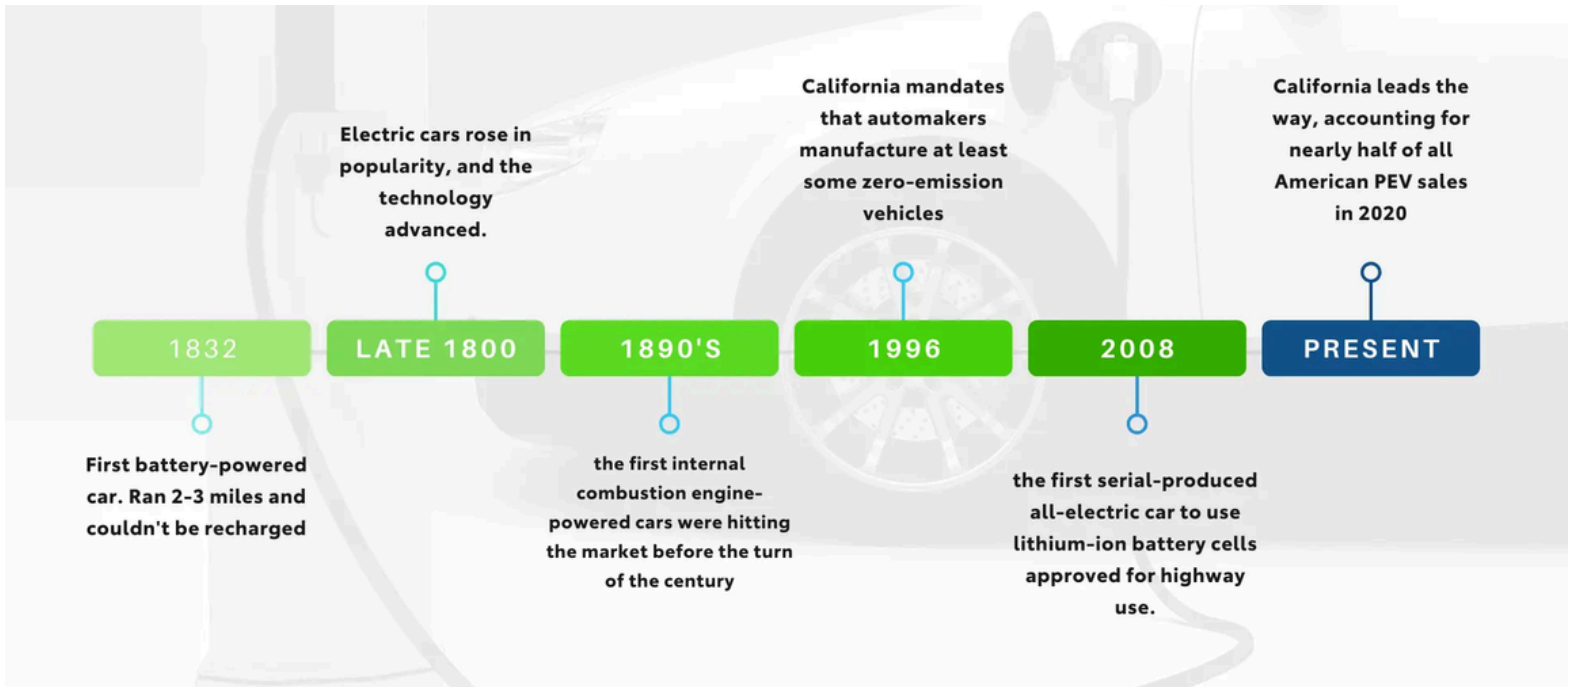 1832
First battery-powered
car. Ran 2-3 miles and
couldn't be recharged
Electric cars rose in
popularity, and the
technology
advanced.
LATE 1800
1890'S
the first internal
combustion engine-
powered cars were hitting
the market before the turn
of the century
California mandates
that automakers
manufacture at least
some zero-emission
vehicles
1996
2008
the first serial-produced
all-electric car to use
lithium-ion battery cells
approved for highway
use.
California leads the
way, accounting for
nearly half of all
American PEV sales
in 2020
PRESENT